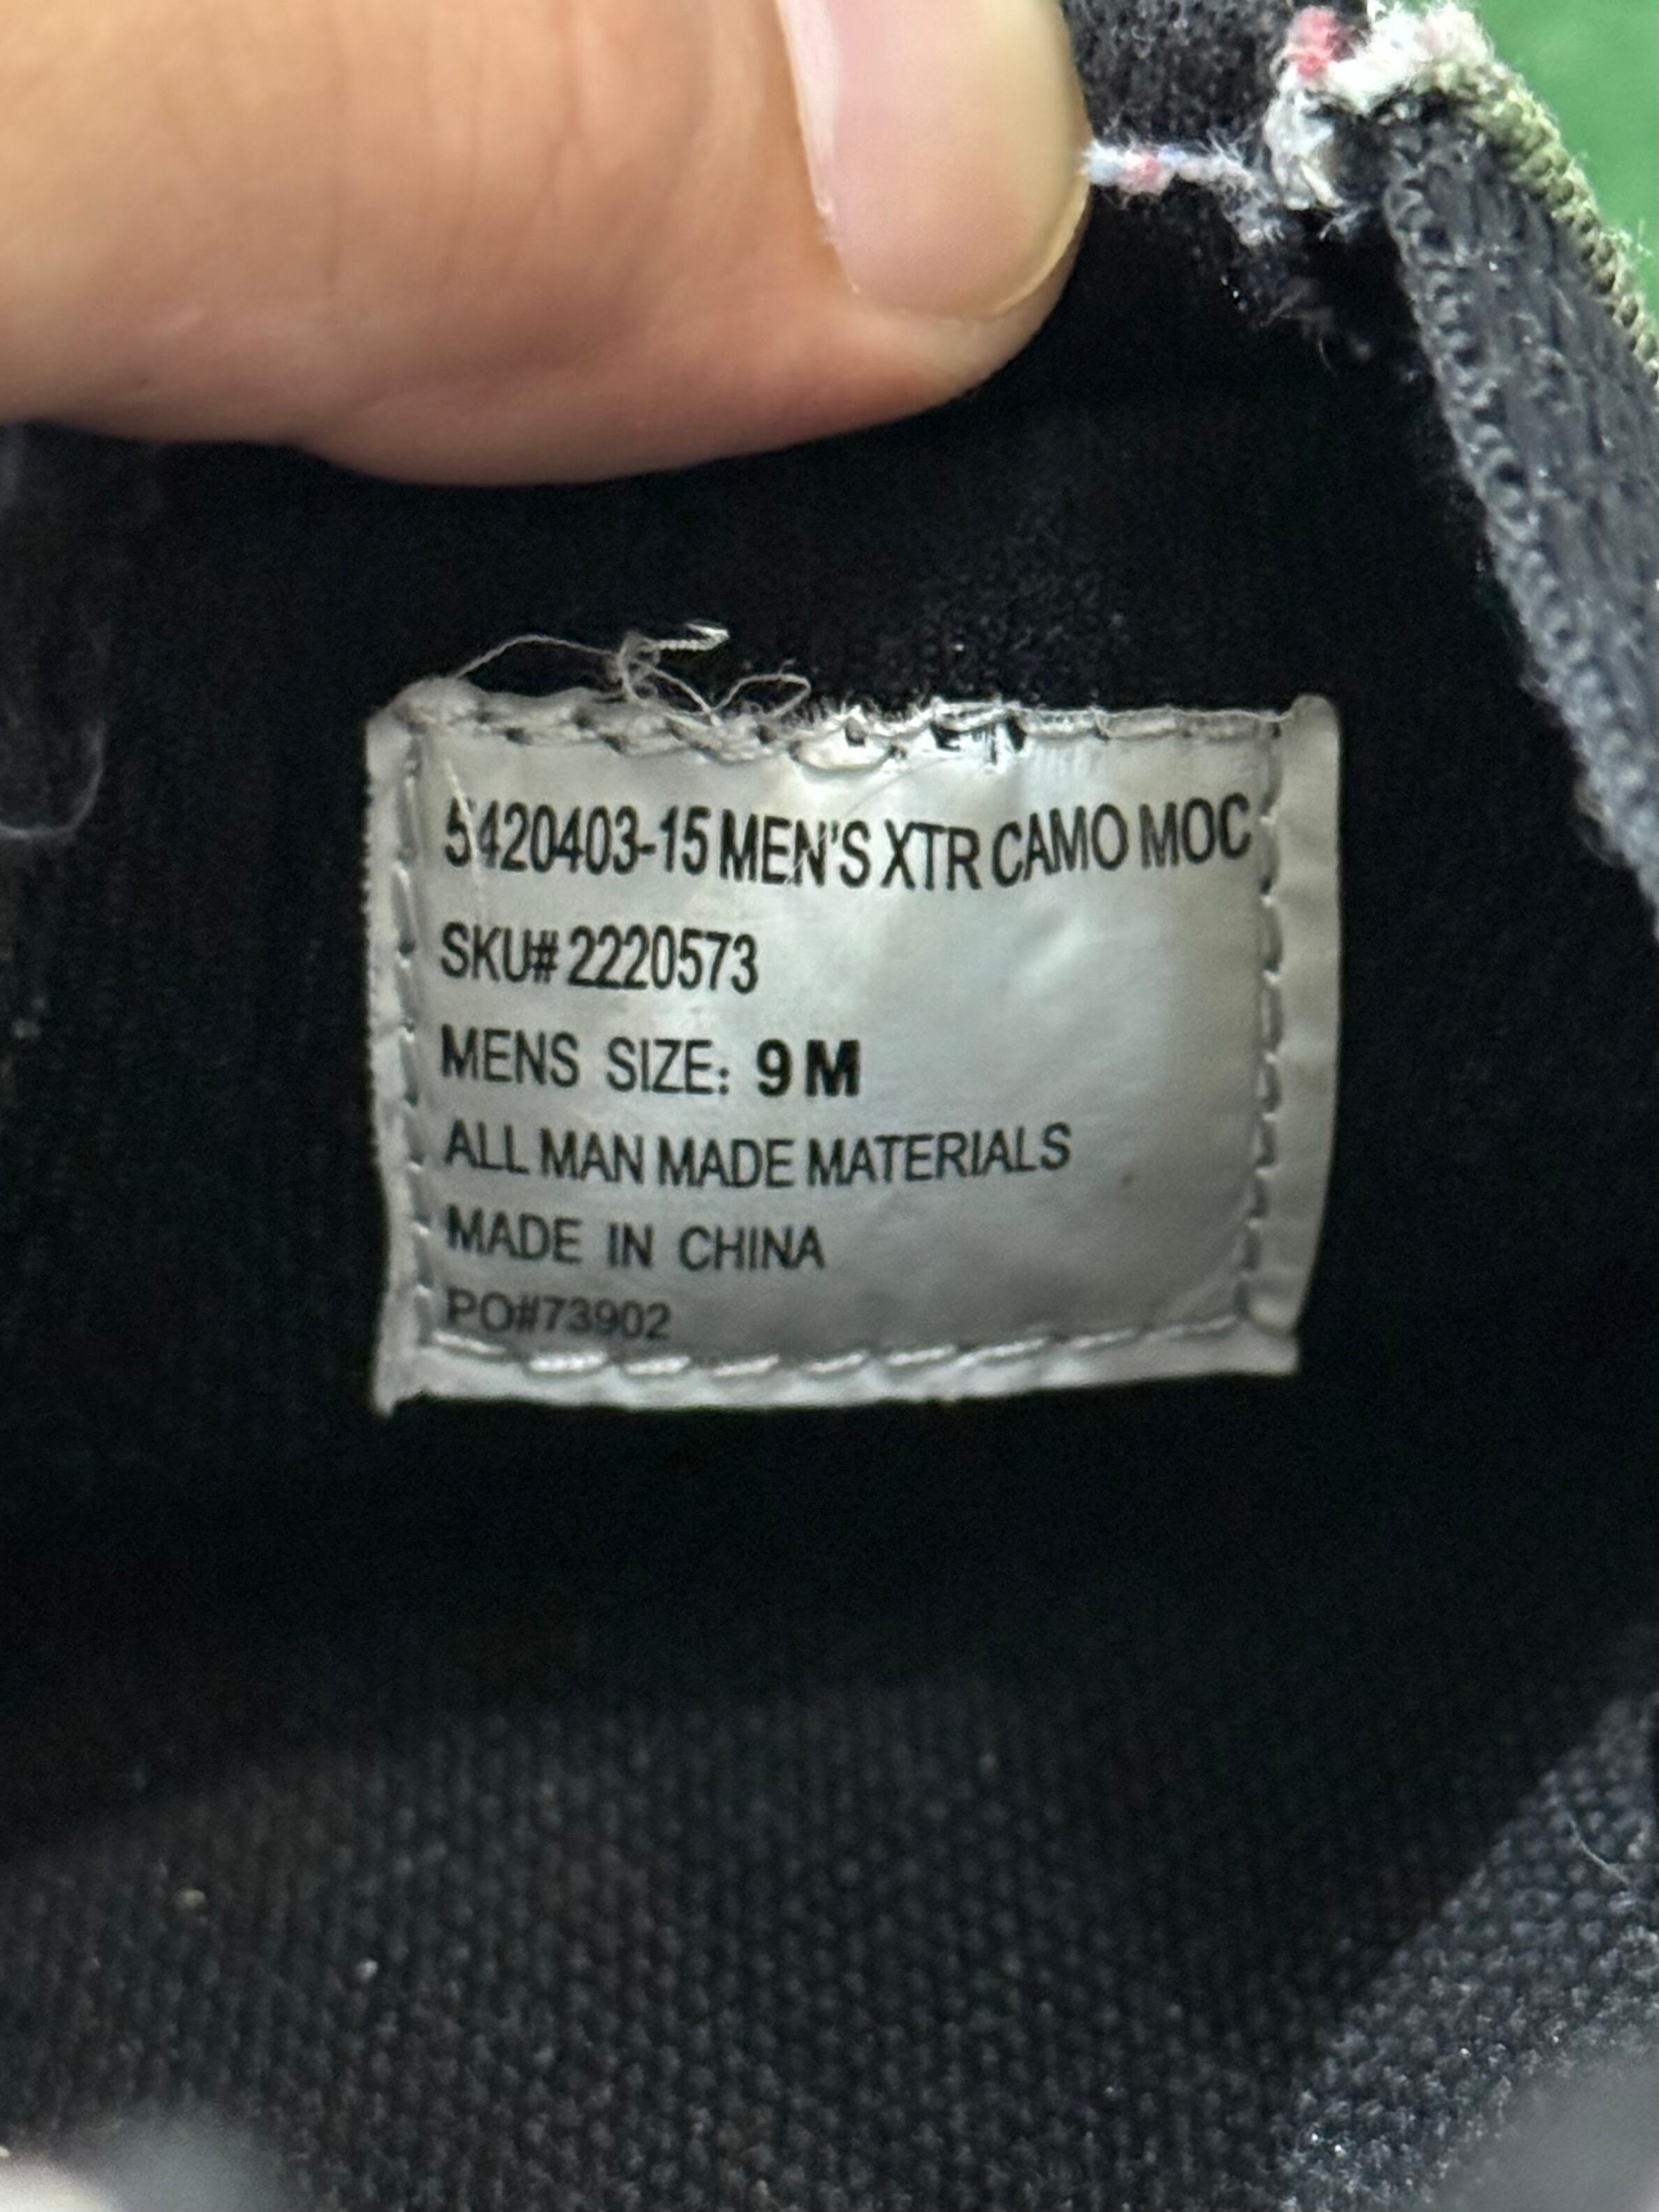 5420403-15 MEN'S XTR CAMO MOC
SKU# 2220573
MENS SIZE: 9 M
ALL MAN MADE MATERIALS
MADE IN CHINA
PO#73902